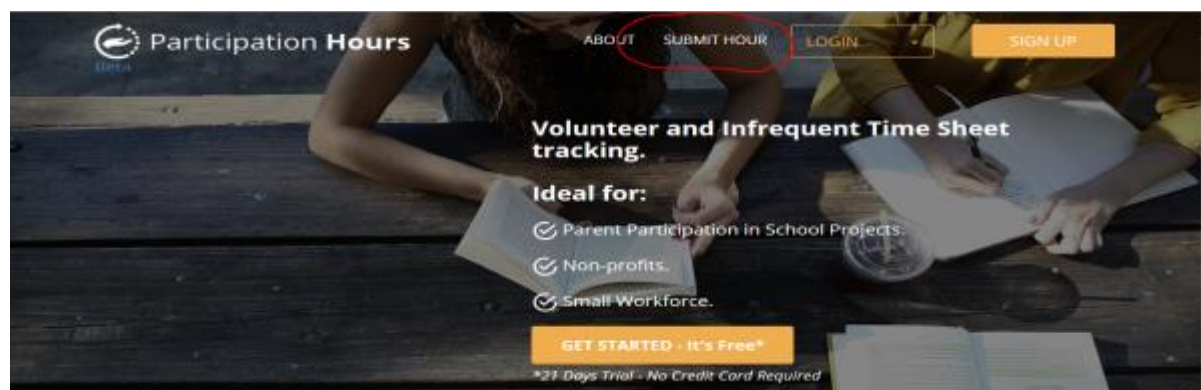 Participation Hours
Beta
ABOUT
SUBMIT HOUR
LOGIN
SIGN UP
Volunteer and Infrequent Time Sheet
tracking.
Ideal for:
Parent Participation in School Projects.
Non-profits.
Small Workforce.
GET STARTED - It's Free*
*21 Days Trial - No Credit Card Required